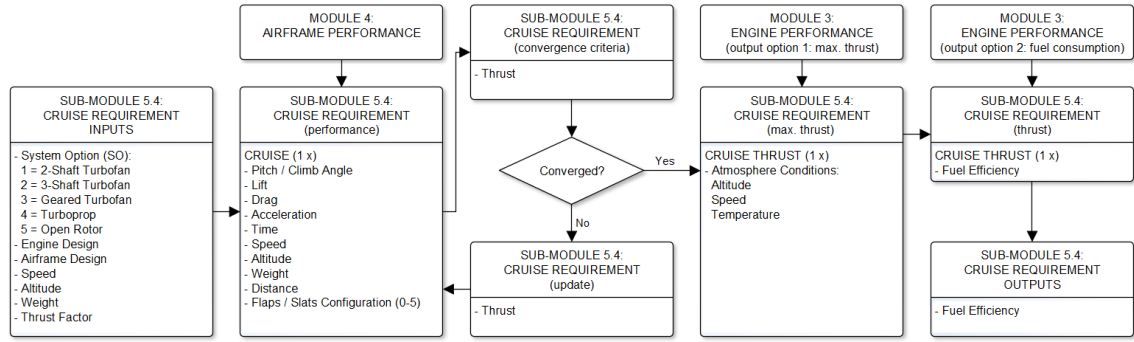 MODULE 4:
AIRFRAME PERFORMANCE
SUB-MODULE 5.4:
CRUISE REQUIREMENT
(convergence criteria)
- Thrust
MODULE 3:
ENGINE PERFORMANCE
(output option 1: max. thrust)
MODULE 3:
ENGINE PERFORMANCE
(output option 2: fuel consumption)
SUB-MODULE 5.4:
CRUISE REQUIREMENT
INPUTS
- System Option (SO):
1 = 2-Shaft Turbofan
2 = 3-Shaft Turbofan
3 = Geared Turbofan
4 = Turboprop
5 = Open Rotor
- Engine Design
- Airframe Design
- Speed
- Altitude
- Weight
- Thrust Factor
SUB-MODULE 5.4:
CRUISE REQUIREMENT
(performance)
CRUISE (1 x)
- Pitch / Climb Angle
- Lift
- Drag
- Acceleration
- Time
- Speed
- Altitude
- Weight
- Distance
- Flaps / Slats Configuration (0-5)
Converged?
Yes
No
SUB-MODULE 5.4:
CRUISE REQUIREMENT
(update)
- Thrust
SUB-MODULE 5.4:
CRUISE REQUIREMENT
(max. thrust)
CRUISE THRUST (1 x)
- Atmosphere Conditions:
Altitude
Speed
Temperature
SUB-MODULE 5.4:
CRUISE REQUIREMENT
(thrust)
CRUISE THRUST (1 x)
- Fuel Efficiency
SUB-MODULE 5.4:
CRUISE REQUIREMENT
OUTPUTS
- Fuel Efficiency